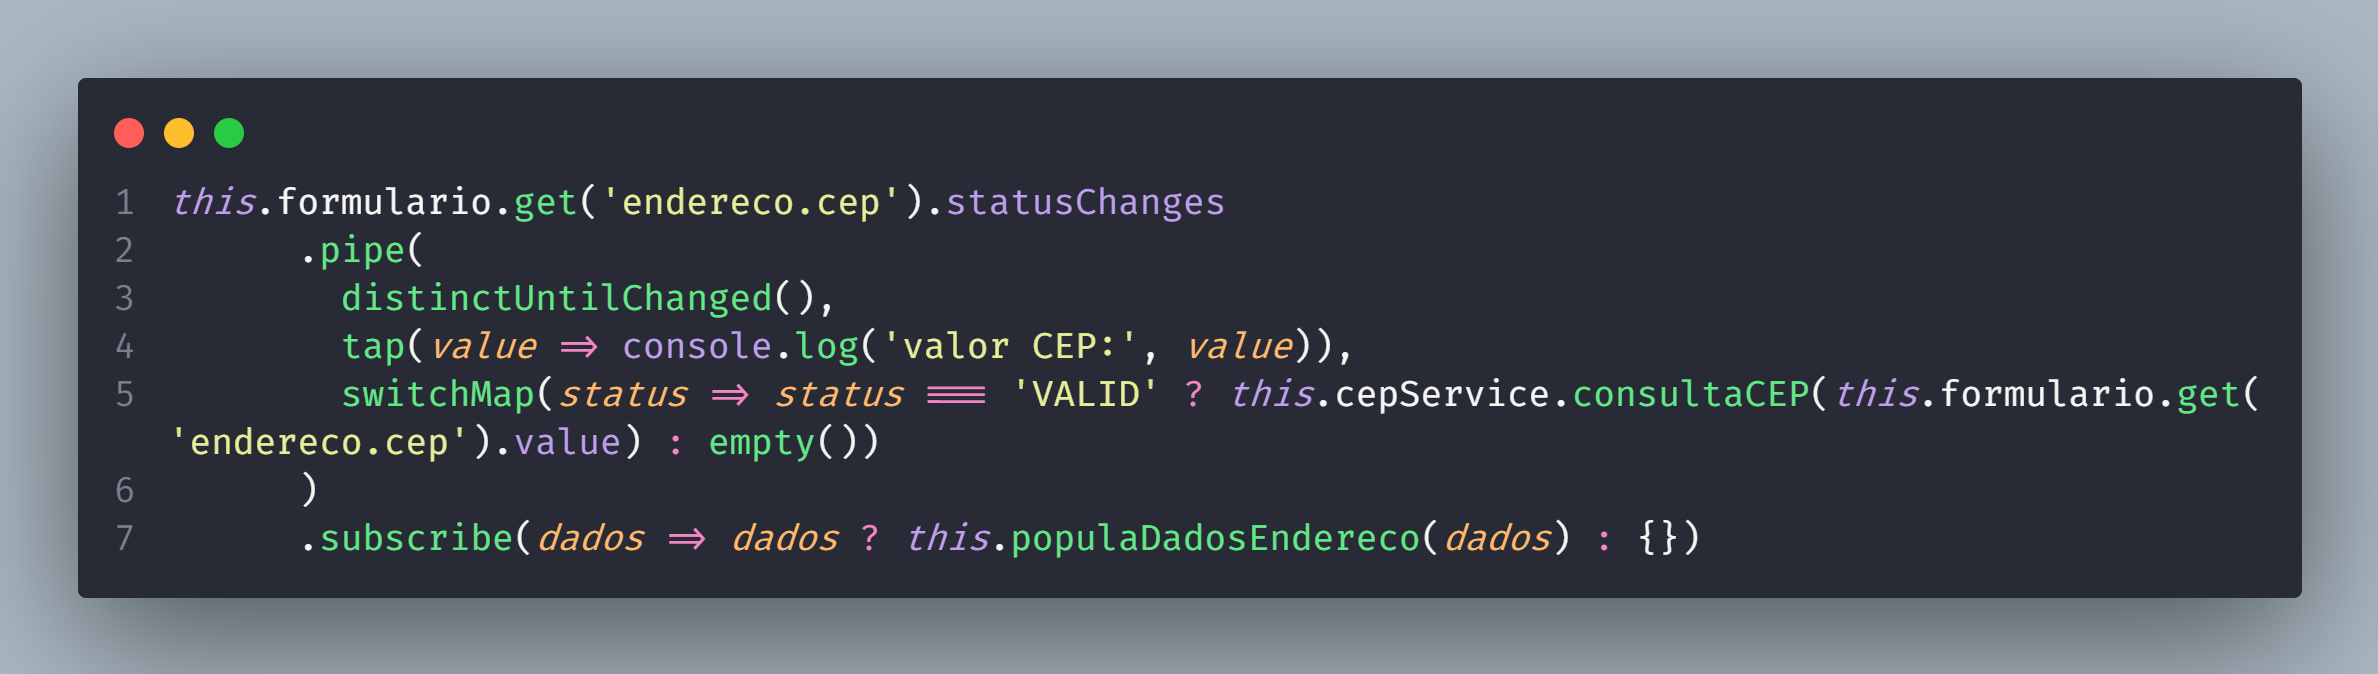 1 this.formulario.get('endereco.cep').statusChanges
2       .pipe(
3         distinctUntilChanged(),
4         tap(value => console.log('valor CEP:', value)),
5         switchMap(status => status === 'VALID' ? this.cepService.consultaCEP(this.formulario.get(
'endereco.cep').value) : empty())
6       )
7       .subscribe(dados => dados ? this.populaDadosEndereco(dados) : {})